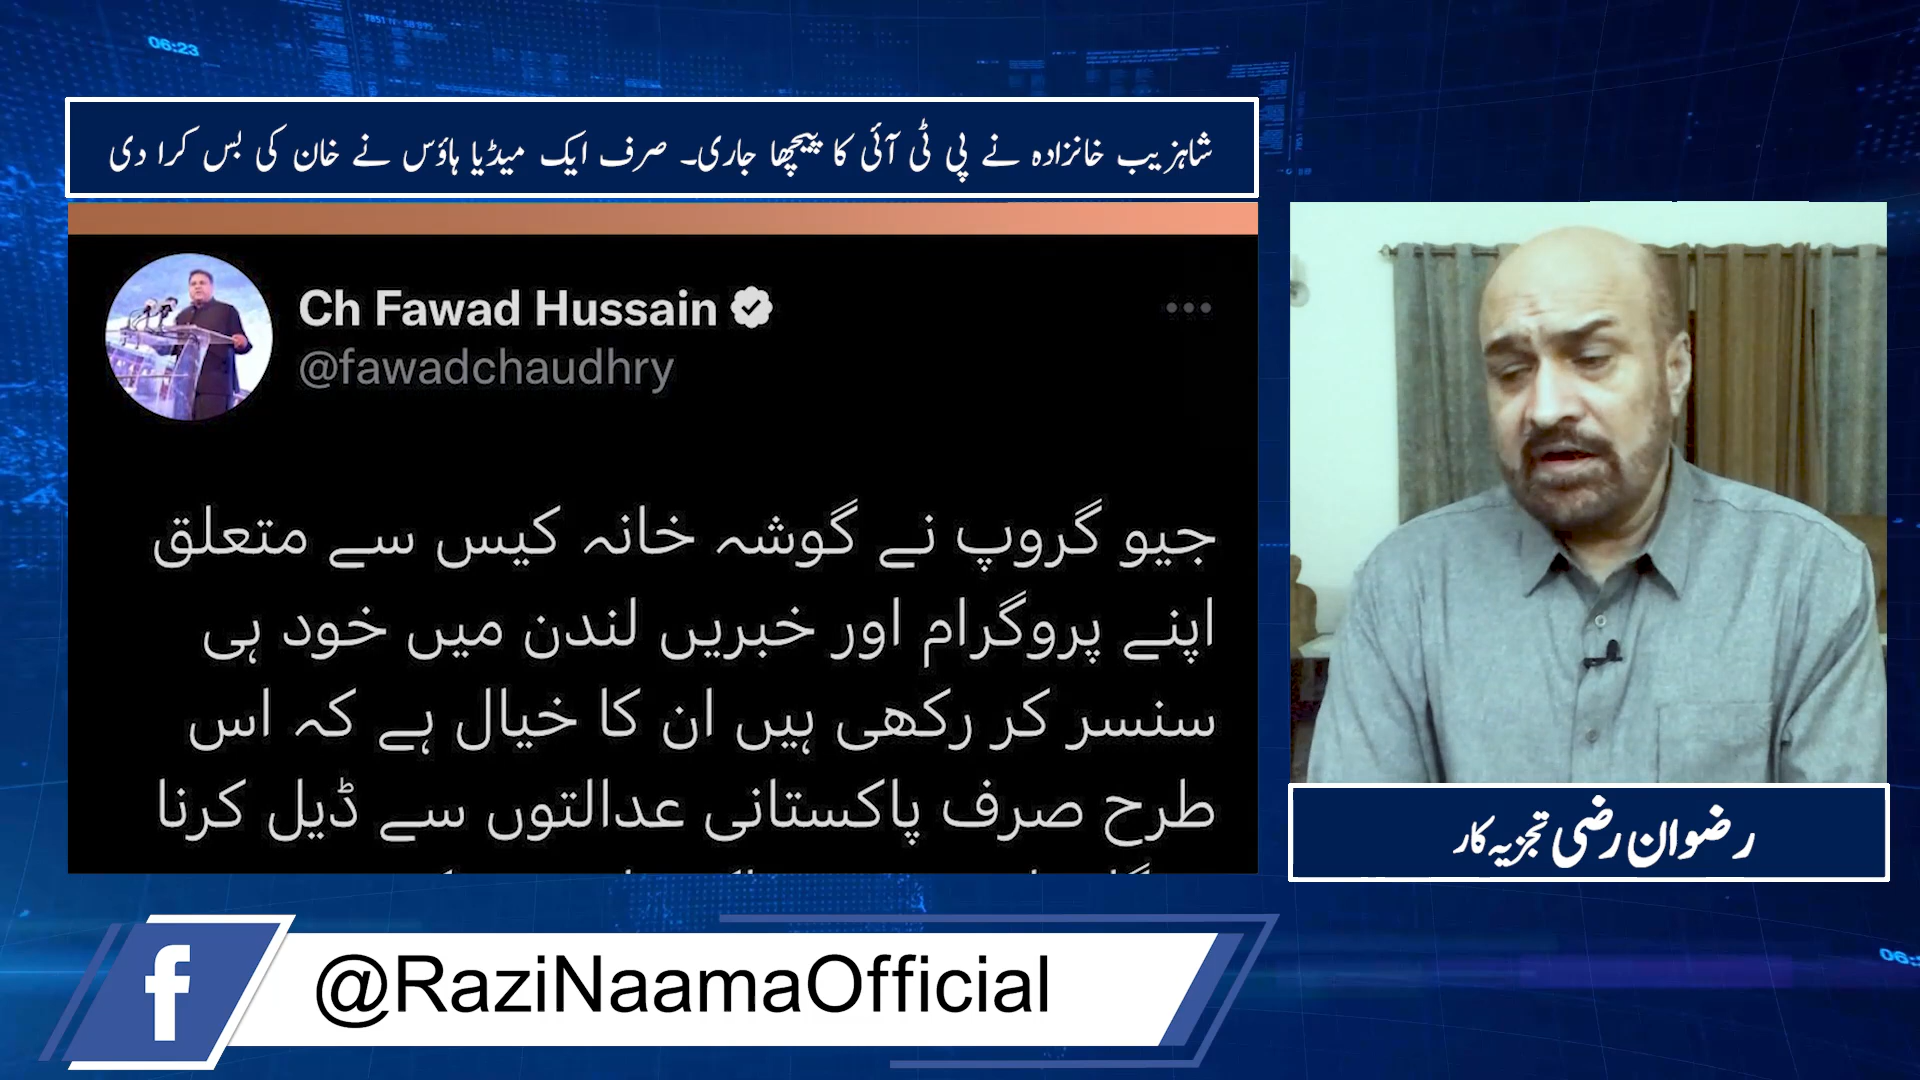 06:23
شاہزیب خانزادہ نے پی ٹی آئی کا پیچھا جاری۔ صرف ایک میڈیا ہاؤس نے خان کی بس کرا دی
Ch Fawad Hussain
@fawadchaudhry
جیو گروپ نے گوشہ خانہ کیس سے متعلق
اپنے پروگرام اور خبریں لندن میں خود ہی
سنسر کر رکھی ہیں ان کا خیال ہے کہ اس
طرح صرف پاکستانی عدالتوں سے ڈیل کرنا
رضوان رضی تجزیہ کار
f
@RaziNaamaOfficial